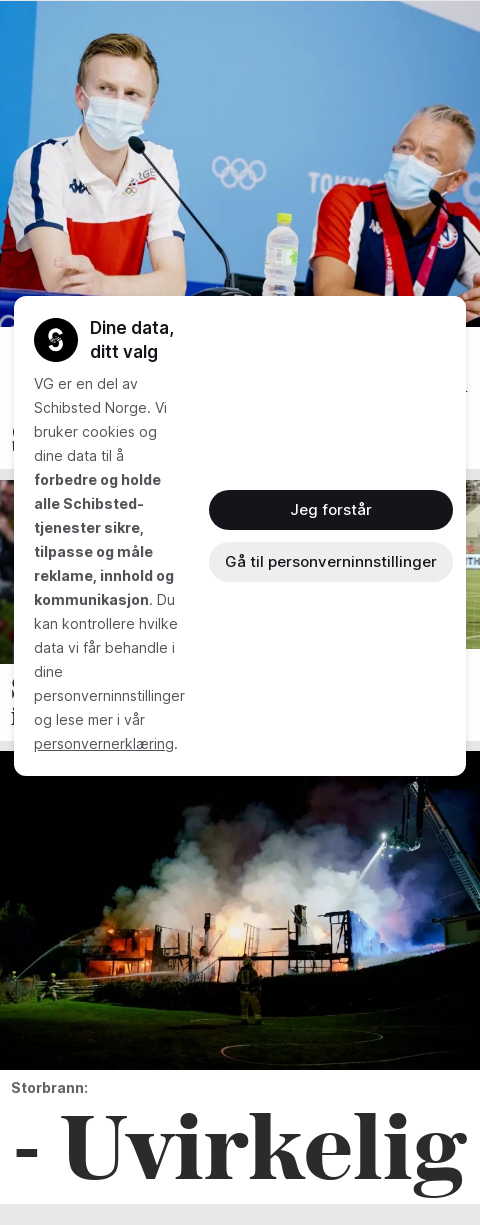 TOKYO
Dine data,
ditt valg
VG er en del av
Schibsted Norge. Vi
bruker cookies og
dine data til å
forbedre og holde
alle Schibsted-
tjenester sikre,
tilpasse og måle
reklame, innhold og
kommunikasjon. Du
kan kontrollere hvilke
data vi får behandle i
dine
personverninnstillinger
og lese mer i vår
personvernerklæring.
Jeg forstår
Gå til personverninnstillinger
Storbrann:
- Uvirkelig